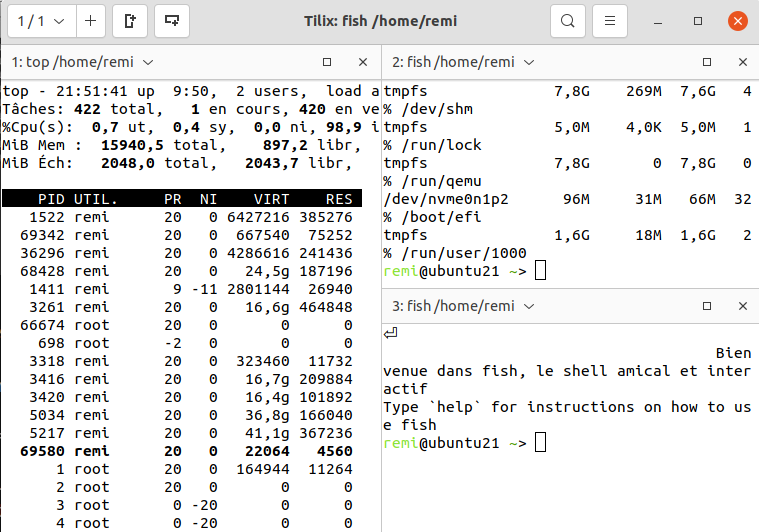 1 / 1
Tilix: fish /home/remi
1: top /home/remi
top - 21:51:41 up  9:50,  2 users,  load a
Tâches: 422 total,   1 en cours, 420 en ve
%Cpu(s):  0,7 ut,  0,4 sy,  0,0 ni, 98,9 i
MiB Mem :  15940,5 total,    897,2 libr,
MiB Éch:   2048,0 total,   2043,7 libr,
PID UTIL.     PR  NI    VIRT    RES
1522 remi      20   0 6427216 385276
69342 remi      20   0  667540  75252
36296 remi      20   0 4286616 241436
68428 remi      20   0   24,5g 187196
1411 remi       9 -11 2801144  26940
3261 remi      20   0   16,6g 464848
66674 root      20   0       0      0
698 root      -2   0       0      0
3318 remi      20   0  323460  11732
3416 remi      20   0   16,7g 209884
3420 remi      20   0   16,4g 101892
5034 remi      20   0   36,8g 166040
5217 remi      20   0   41,1g 367236
69580 remi      20   0   22064   4560
1 root      20   0  164944  11264
2 root      20   0       0      0
3 root       0 -20       0      0
4 root       0 -20       0      0
2: fish /home/remi
tmpfs              7,8G    269M  7,6G   4
% /dev/shm
tmpfs              5,0M    4,0K  5,0M   1
% /run/lock
tmpfs              7,8G       0  7,8G   0
% /run/qemu
/dev/nvme0n1p2      96M     31M   66M  32
% /boot/efi
tmpfs              1,6G     18M  1,6G   2
% /run/user/1000
remi@ubuntu21 ~>
3: fish /home/remi
⏎
Bien
venue dans fish, le shell amical et inter
actif
Type `help` for instructions on how to us
e fish
remi@ubuntu21 ~>